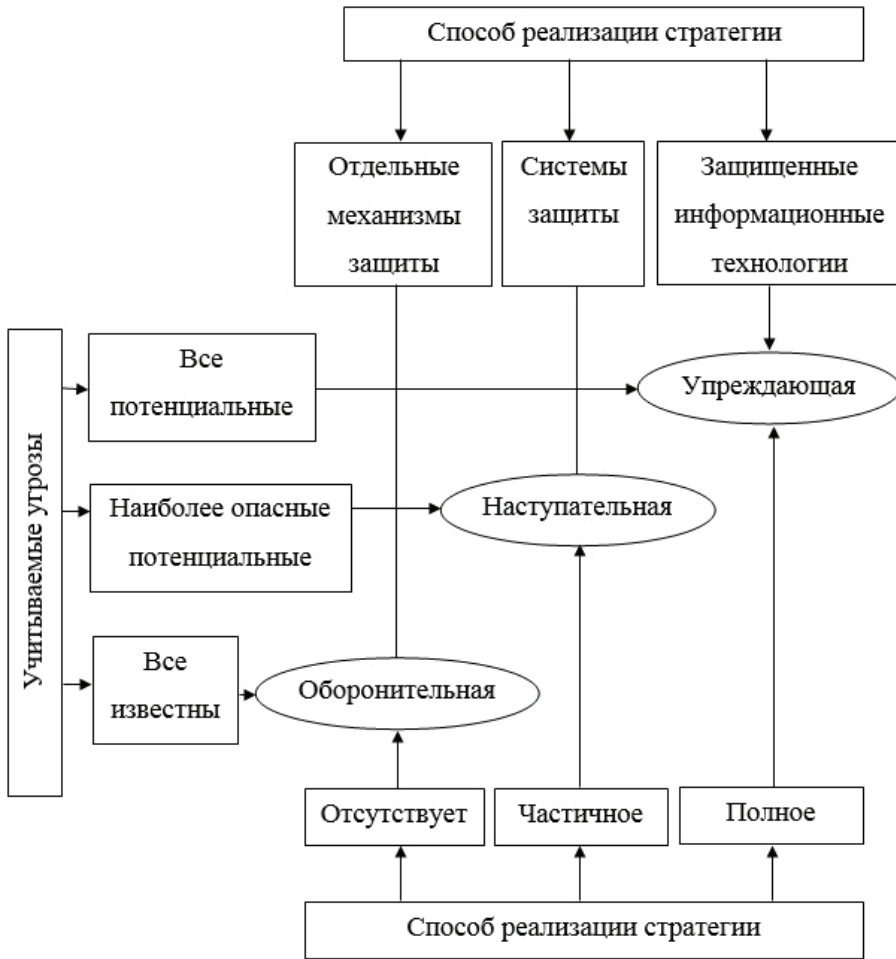 Способ реализации стратегии
Отдельные
механизмы
защиты
Системы
защиты
Защищенные
информационные
технологии
Учитываемые угрозы
Все
потенциальные
Упреждающая
Наиболее опасные
потенциальные
Наступательная
Все
известны
Оборонительная
Отсутствует
Частичное
Полное
Способ реализации стратегии